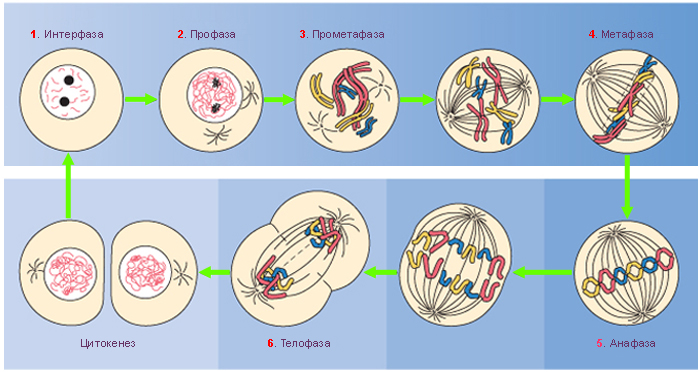 1. Интерфаза
2. Профаза
3. Прометафаза
4. Метафаза
Цитокенез
6. Телофаза
5. Анафаза